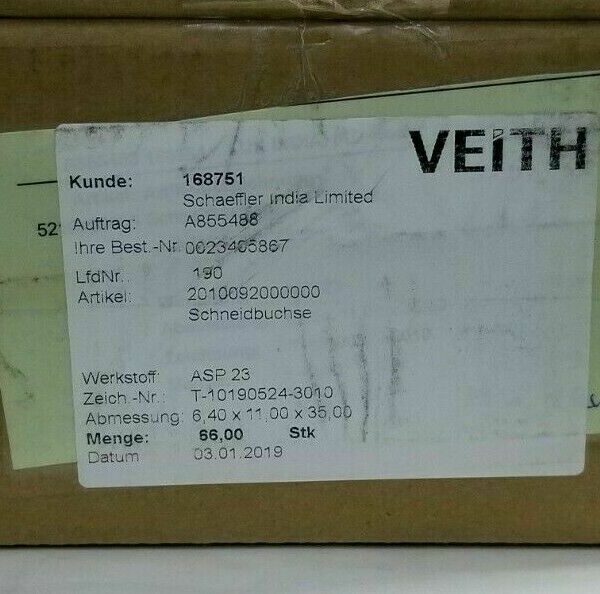 VEiTH
Kunde: 168751
Schaeffler India Limited
Auftrag: A855488
Ihre Best.-Nr. 0023405867
LfdNr.: 190
Artikel: 2010092000000
Schneidbuchse
Werkstoff: ASP 23
Zeich.-Nr.: T-10190524-3010
Abmessung: 6,40 x 11,00 x 35,00
Menge: 66,00 Stk
Datum 03.01.2019